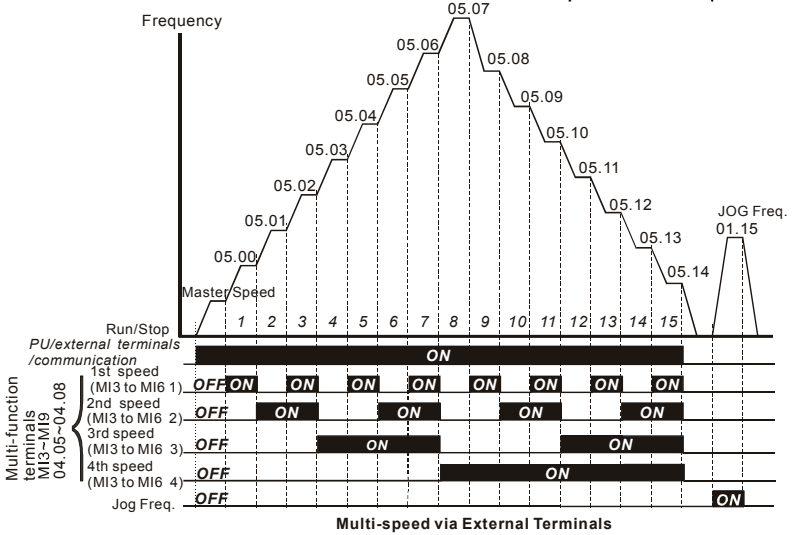 Frequency
05.07
05.06
05.08
05.05
05.09
05.04
05.10
05.03
05.11
05.02
05.12
JOG Freq.
05.01
01.15
05.13
05.00
05.14
Master Speed
Run/Stop
1 2 3 4 5 6 7 8 9 10 11 12 13 14 15
PU/external terminals
/communication
ON
Multi-function
terminals
MI3~MI9
04.05~04.08
1st speed
(MI3 to MI6 1)
OFF ON ON ON ON ON ON ON ON
2nd speed
(MI3 to MI6 2)
OFF ON ON ON ON
3rd speed
(MI3 to MI6 3)
OFF ON ON
4th speed
(MI3 to MI6 4)
OFF ON
Jog Freq. OFF ON
Multi-speed via External Terminals